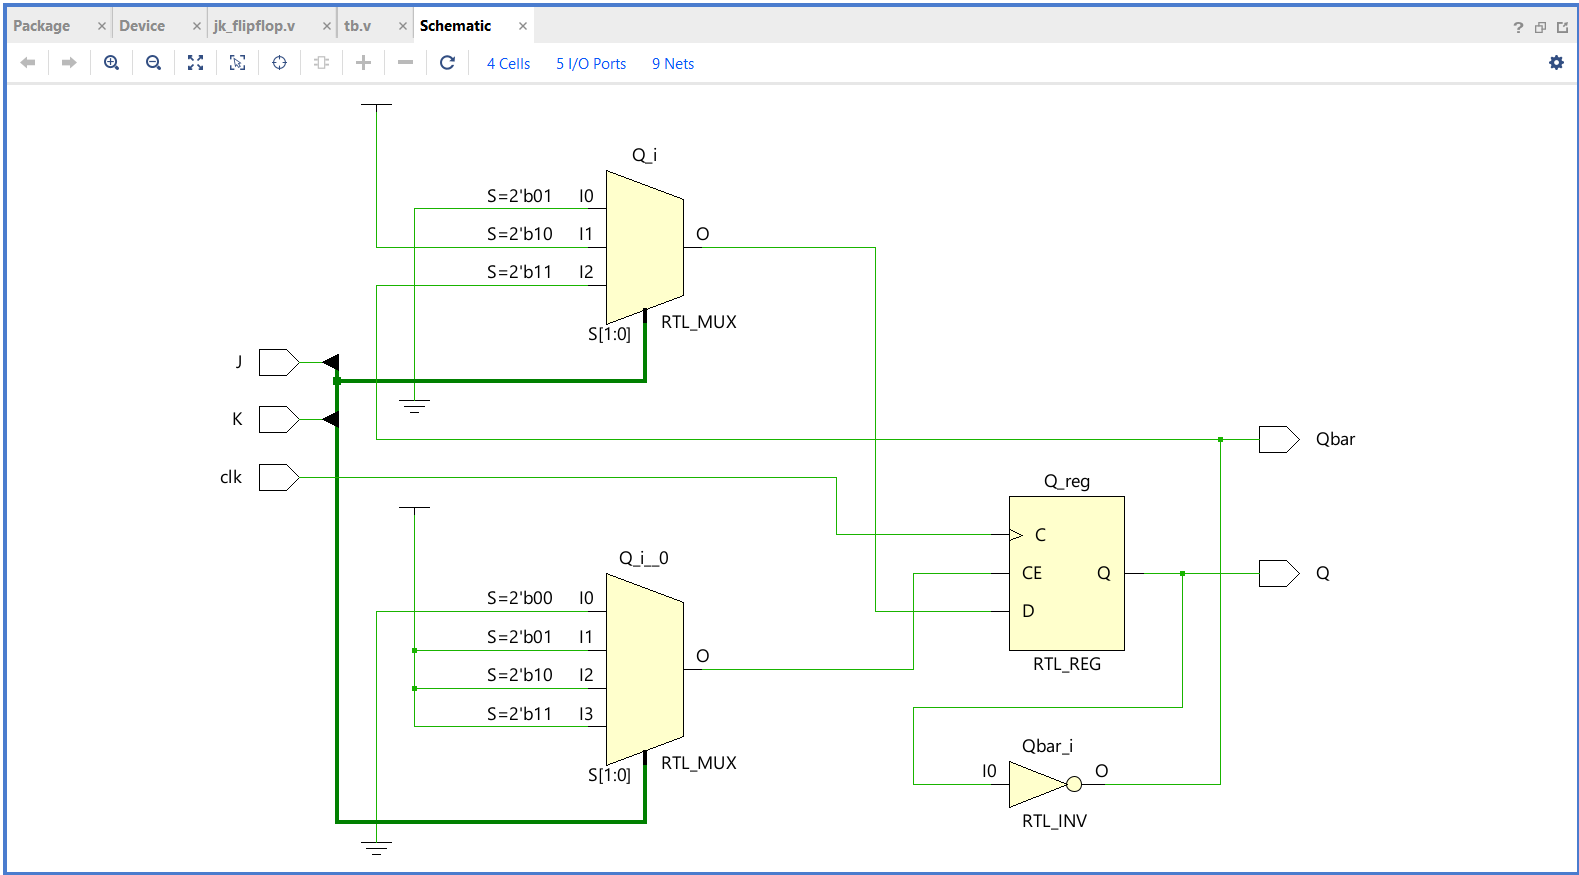 Package × Device × jk_flipflop.v × tb.v × Schematic ×
?
4 Cells 5 I/O Ports 9 Nets
Q_i
S=2'b01 I0
S=2'b10 I1 O
S=2'b11 I2
S[1:0] RTL_MUX
J
K
clk
Qbar
Q_reg
C
CE Q
D
RTL_REG
Q
Q_i__0
S=2'b00 I0
S=2'b01 I1
O
S=2'b10 I2
S=2'b11 I3
S[1:0] RTL_MUX
Qbar_i
I0 O
RTL_INV